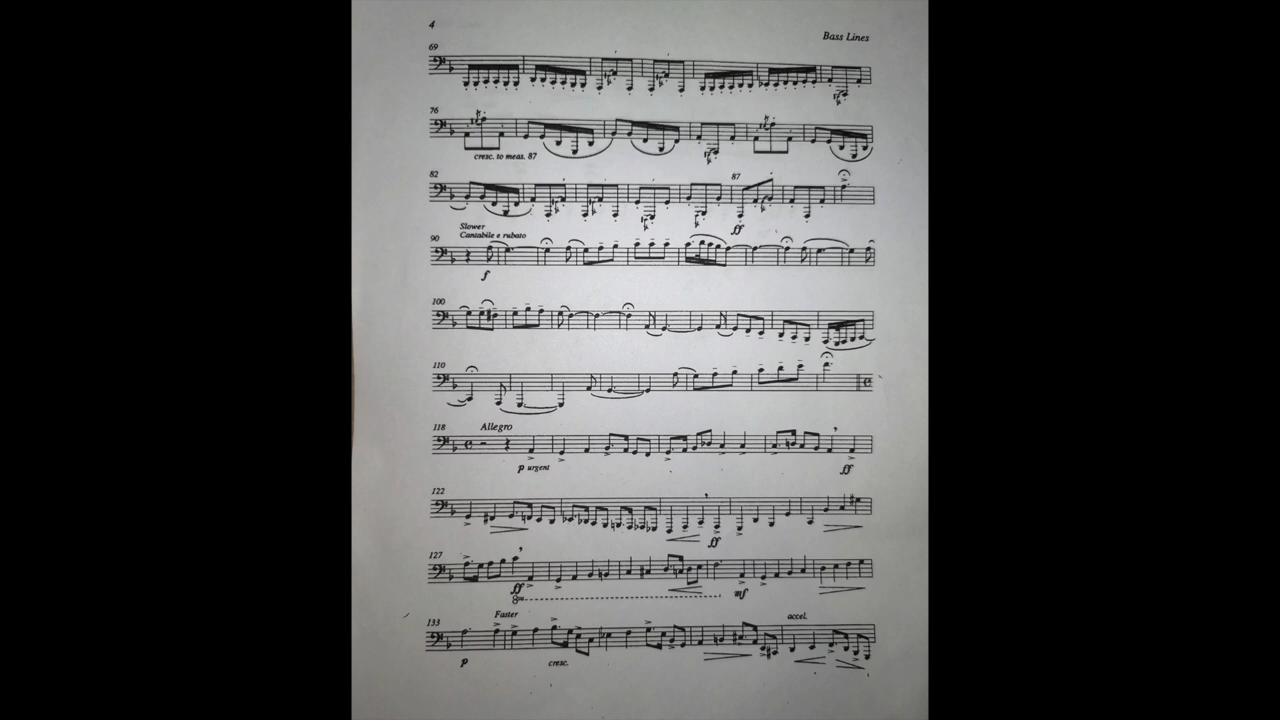 4
Bass Lines
69
76
cresc. to meas. 87
82
87
ff
Slower
Cantabile e rubato
90
f
100
110
118
Allegro
p urgent
ff
122
ff
127
ff
8va
mf
133
Faster
accel.
p
cresc.